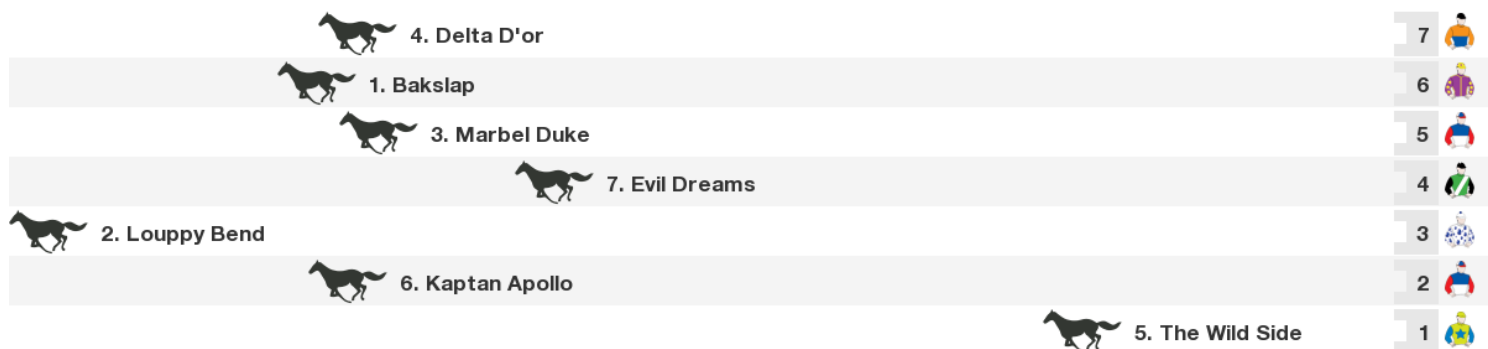 4. Delta D'or 7
1. Bakslap 6
3. Marbel Duke 5
7. Evil Dreams 4
2. Louppy Bend 3
6. Kaptan Apollo 2
5. The Wild Side 1